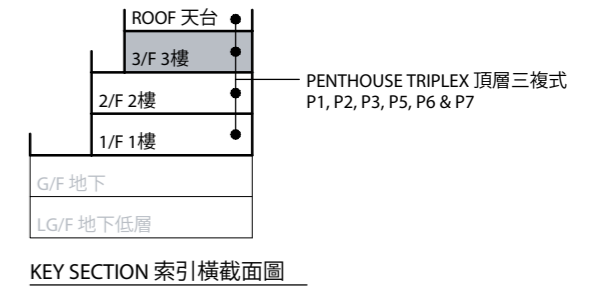 ROOF 天台
3/F 3樓
PENTHOUSE TRIPLEX 頂層三複式
P1, P2, P3, P5, P6 & P7
2/F 2樓
1/F 1樓
G/F 地下
LG/F 地下低層
KEY SECTION 索引橫截面圖